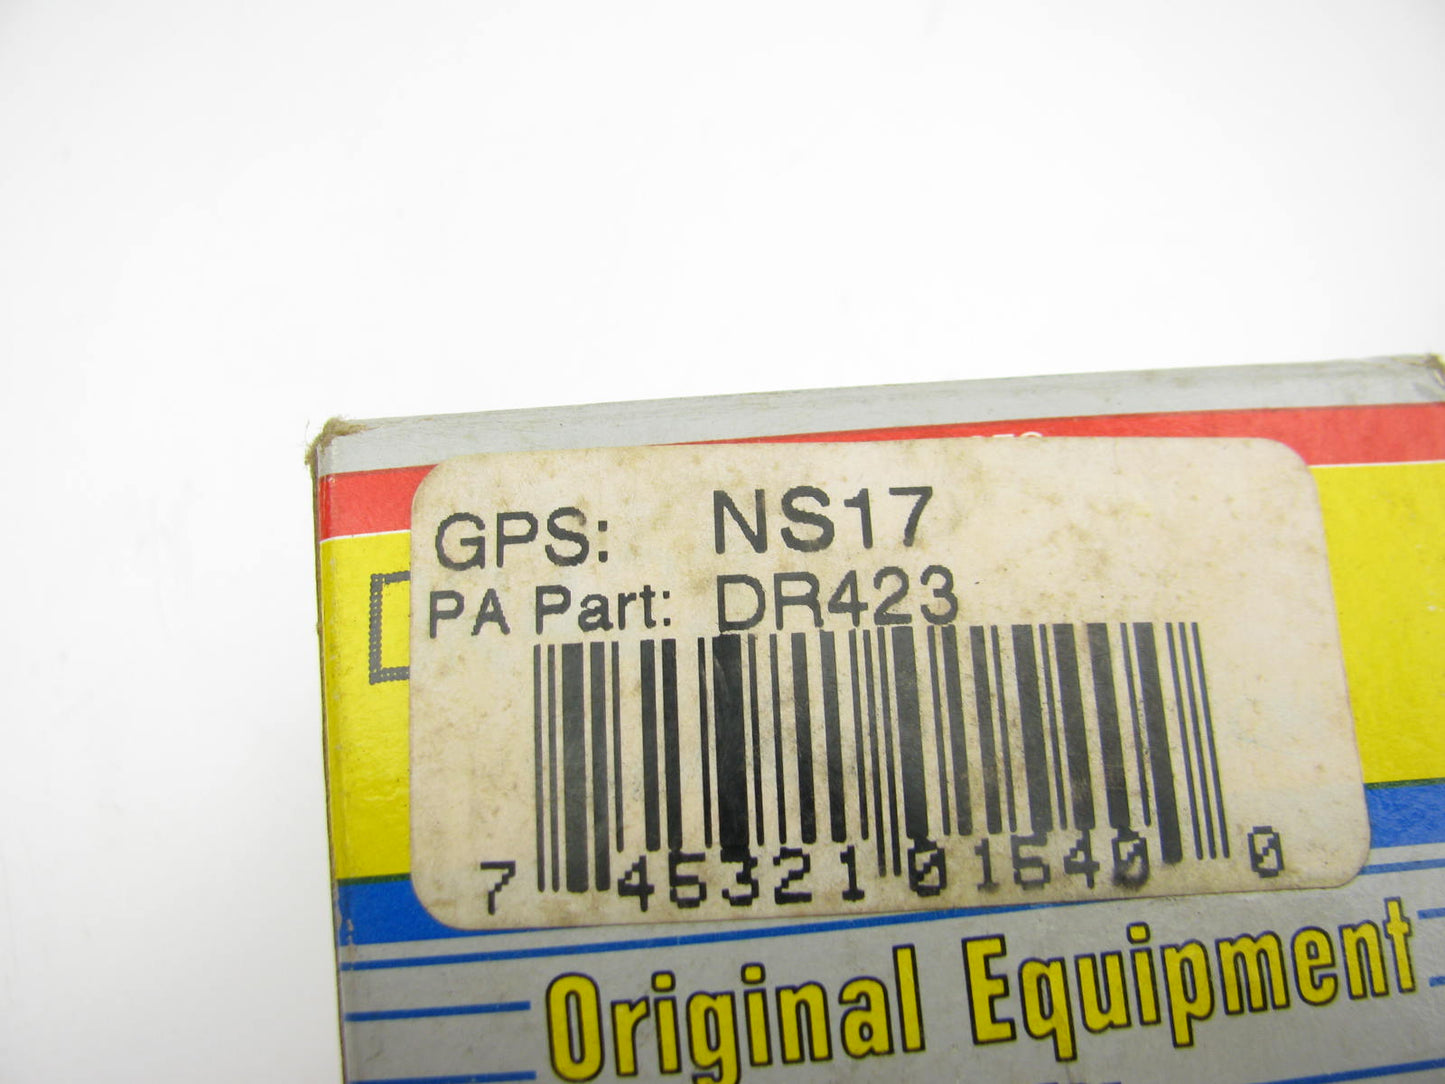 GPS: NS17
PA Part: DR423
7 45321 01540 0
Original Equipment